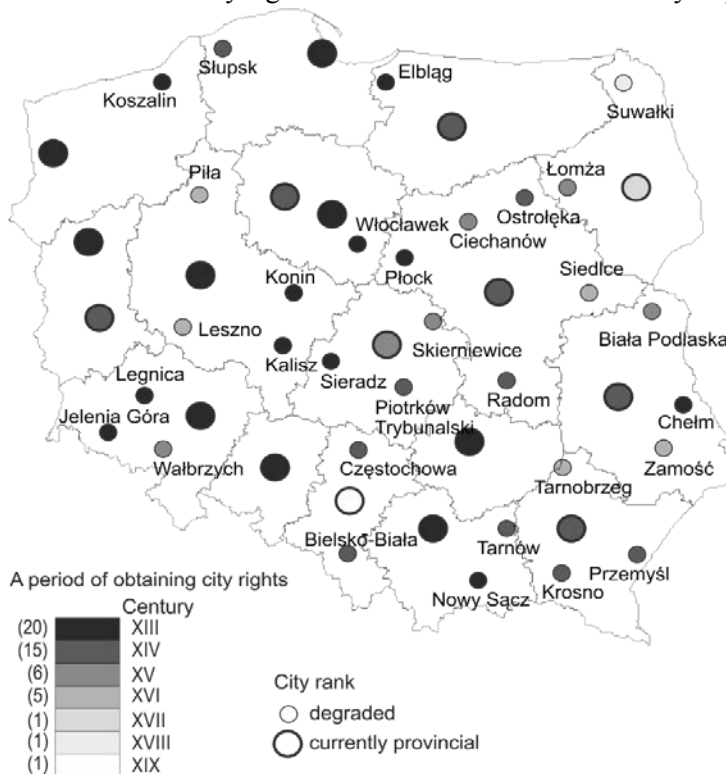 Słupsk
Elbląg
Koszalin
Suwałki
Piła
Łomża
Ostrołęka
Włocławek
Ciechanów
Płock
Siedlce
Konin
Leszno
Biała Podlaska
Skierniewice
Kalisz
Sieradz
Legnica
Radom
Piotrków
Trybunalski
Chełm
Jelenia Góra
Wałbrzych
Częstochowa
Zamość
Tarnobrzeg
Bielsko-Biała
Tarnów
Przemyśl
Krosno
Nowy Sącz
A period of obtaining city rights
Century
(20) XIII
(15) XIV
(6) XV
(5) XVI
(1) XVII
(1) XVIII
(1) XIX
City rank
degraded
currently provincial